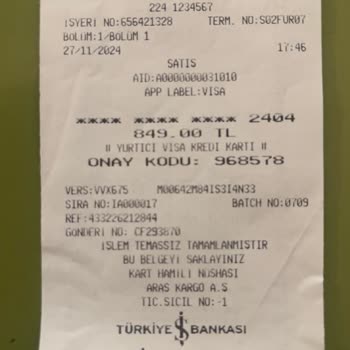 224 1234567
İŞYERİ NO:656421328 TERM. NO:S02FUR07
BÖLÜM:1/BÖLÜM 1
27/11/2024 17:46
SATIŞ
AID:A0000000031010
APP LABEL:VISA
**** **** **** 2404
849.00 TL
!! YURTİÇİ VISA KREDİ KARTI !!
ONAY KODU: 968578
VERS:VVX675 M00642M841S3I4N33
SIRA NO:IA000017 BATCH NO:0709
REF:433226212844
GÖNDERİ NO: CF293870
İŞLEM TEMASSIZ TAMAMLANMIŞTIR
BU BELGEYİ SAKLAYINIZ
KART HAMİLİ NÜSHASI
ARAS KARGO A.Ş
TİC.SİCİL NO:-1
TÜRKİYE İŞ BANKASI